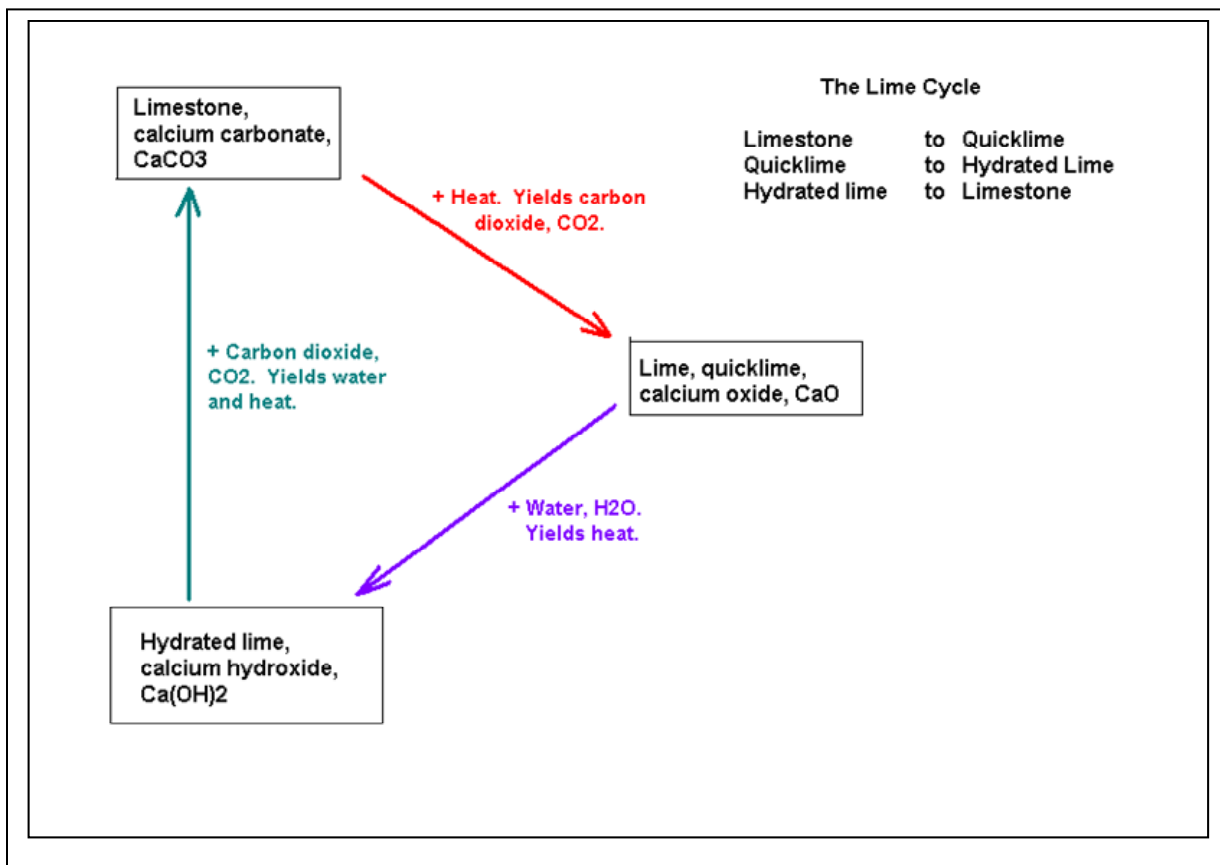 The Lime Cycle
Limestone to Quicklime
Quicklime to Hydrated Lime
Hydrated lime to Limestone
Limestone,
calcium carbonate,
CaCO3
+ Heat. Yields carbon
dioxide, CO2.
Lime, quicklime,
calcium oxide, CaO
+ Water, H2O.
Yields heat.
Hydrated lime,
calcium hydroxide,
Ca(OH)2
+ Carbon dioxide,
CO2. Yields water
and heat.